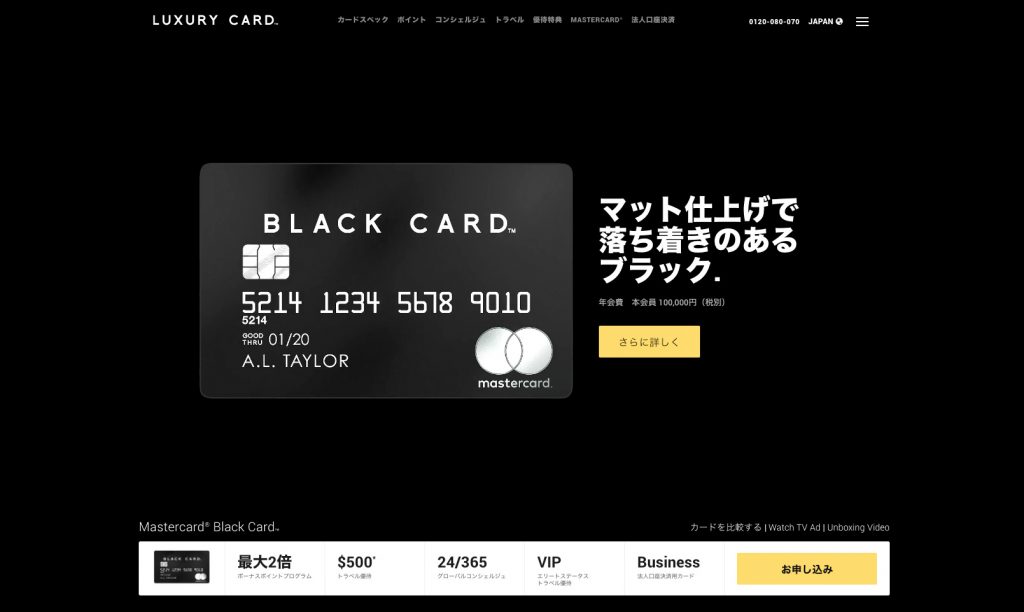 LUXURY CARD™
カードスペック ポイント コンシェルジュ トラベル 優待特典 MASTERCARD® 法人口座決済
0120-080-070 JAPAN
BLACK CARD™
5214 1234 5678 9010
5214
GOOD THRU 01/20
A.L. TAYLOR
mastercard.
マット仕上げで
落ち着きのある
ブラック.
年会費 本会員 100,000円（税別）
さらに詳しく
Mastercard® Black Card™
カードを比較する | Watch TV Ad | Unboxing Video
BLACK CARD
5214 1234 5678 9010
最大2倍
ボーナスポイントプログラム
$500*
トラベル優待
24/365
グローバルコンシェルジュ
VIP
エリートステータス
トラベル優待
Business
法人口座決済用カード
お申し込み